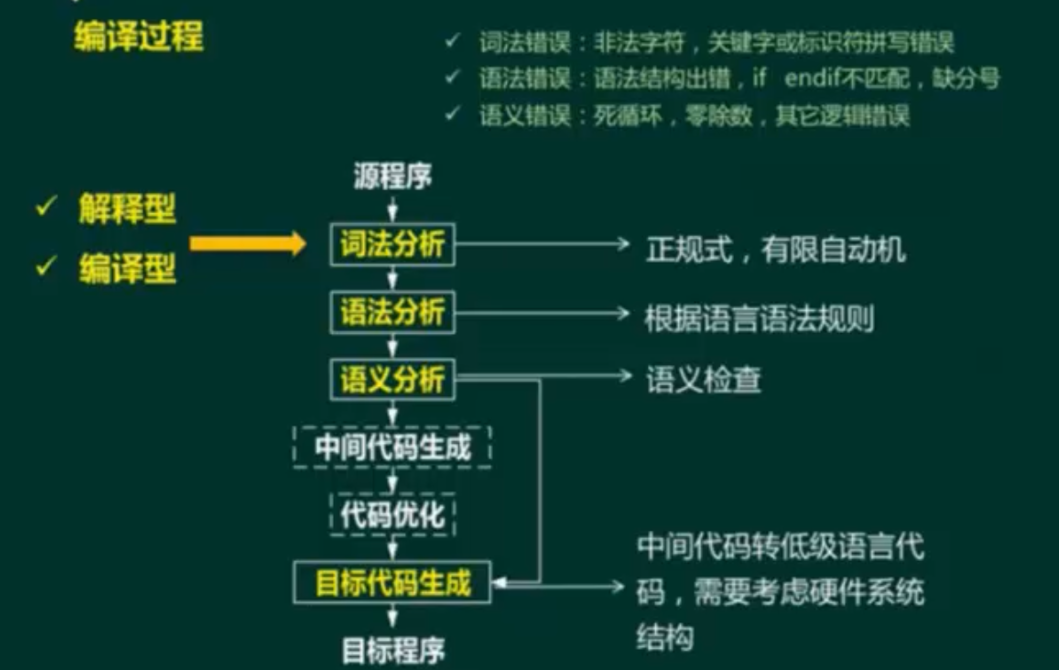 编译过程
✓ 词法错误：非法字符，关键字或标识符拼写错误
✓ 语法错误：语法结构出错，if endif不匹配，缺分号
✓ 语义错误：死循环，零除数，其它逻辑错误
✓ 解释型
✓ 编译型
源程序
词法分析
正规式，有限自动机
语法分析
根据语言语法规则
语义分析
语义检查
中间代码生成
代码优化
目标代码生成
中间代码转低级语言代
码，需要考虑硬件系统
结构
目标程序